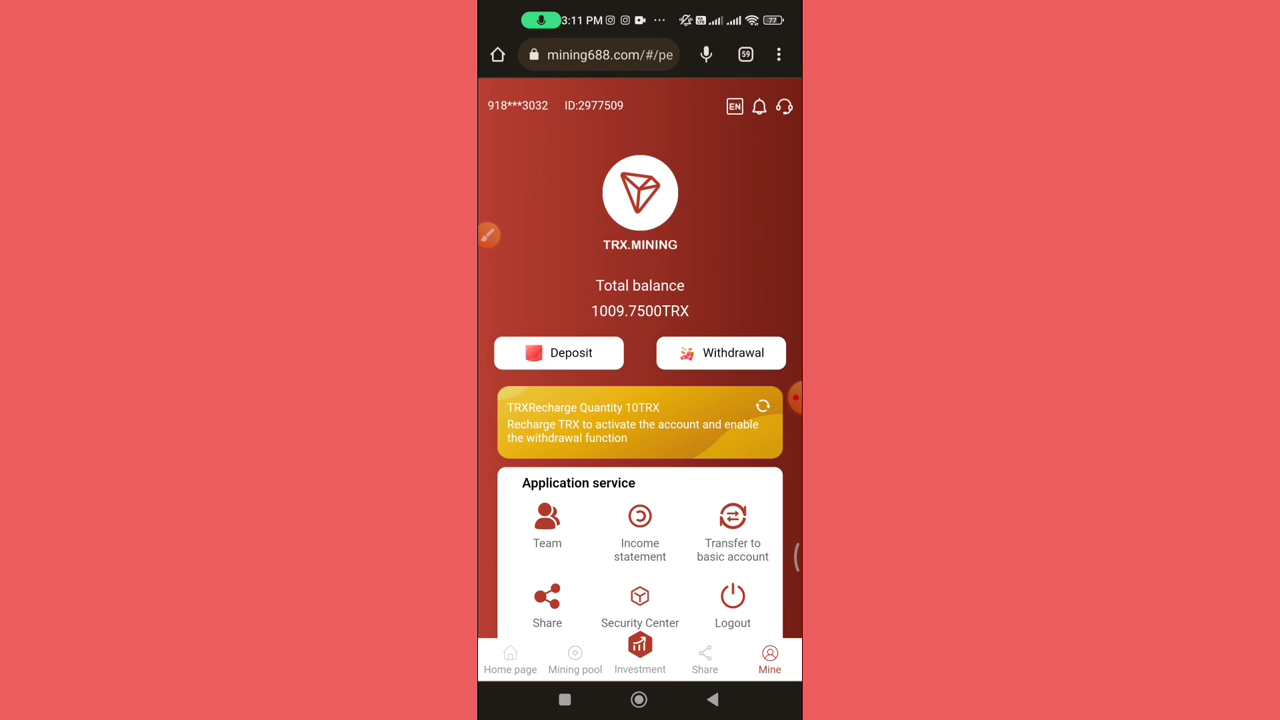 3:11 PM
77
mining688.com/#/pe
59
918***3032 ID:2977509
EN
TRX.MINING
Total balance
1009.7500TRX
Deposit
Withdrawal
TRXRecharge Quantity 10TRX
Recharge TRX to activate the account and enable
the withdrawal function
Application service
Team
Income
statement
Transfer to
basic account
Share
Security Center
Logout
Home page
Mining pool
Investment
Share
Mine